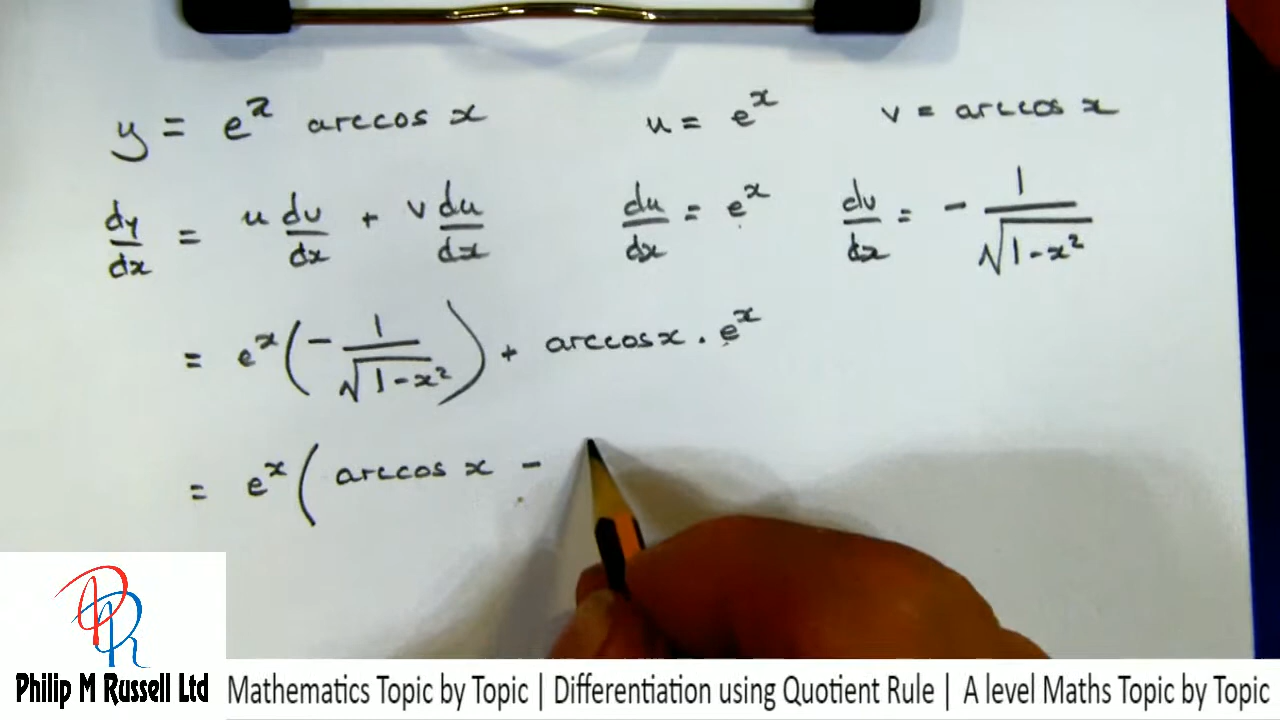 y = e^x arccos x u = e^x v = arccos x
dy/dx = u dv/dx + v du/dx du/dx = e^x dv/dx = - 1/√(1-x²)
= e^x ( - 1/√(1-x²) ) + arccos x . e^x
= e^x ( arccos x -
PR
Philip M Russell Ltd
Mathematics Topic by Topic | Differentiation using Quotient Rule | A level Maths Topic by Topic